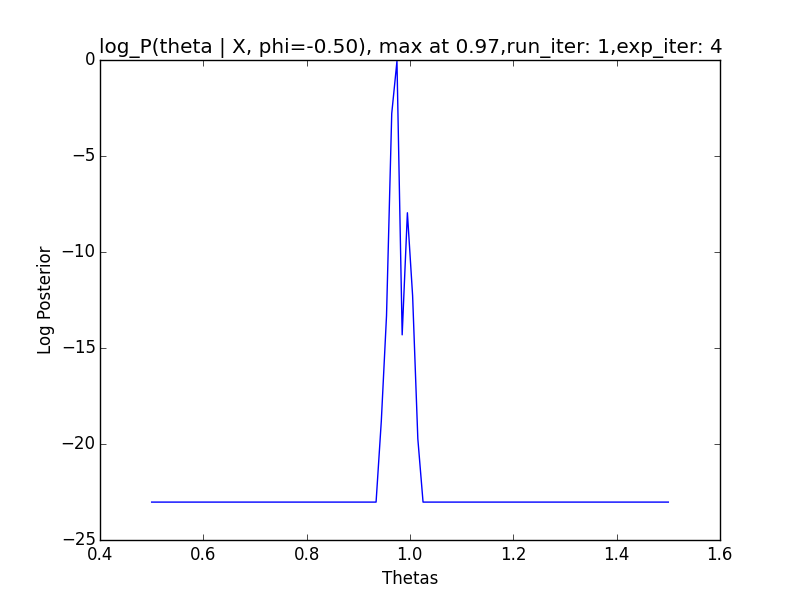 log_P(theta | X, phi=-0.50), max at 0.97,run_iter: 1,exp_iter: 4
0
−5
−10
−15
−20
−25
Log Posterior
0.4 0.6 0.8 1.0 1.2 1.4 1.6
Thetas